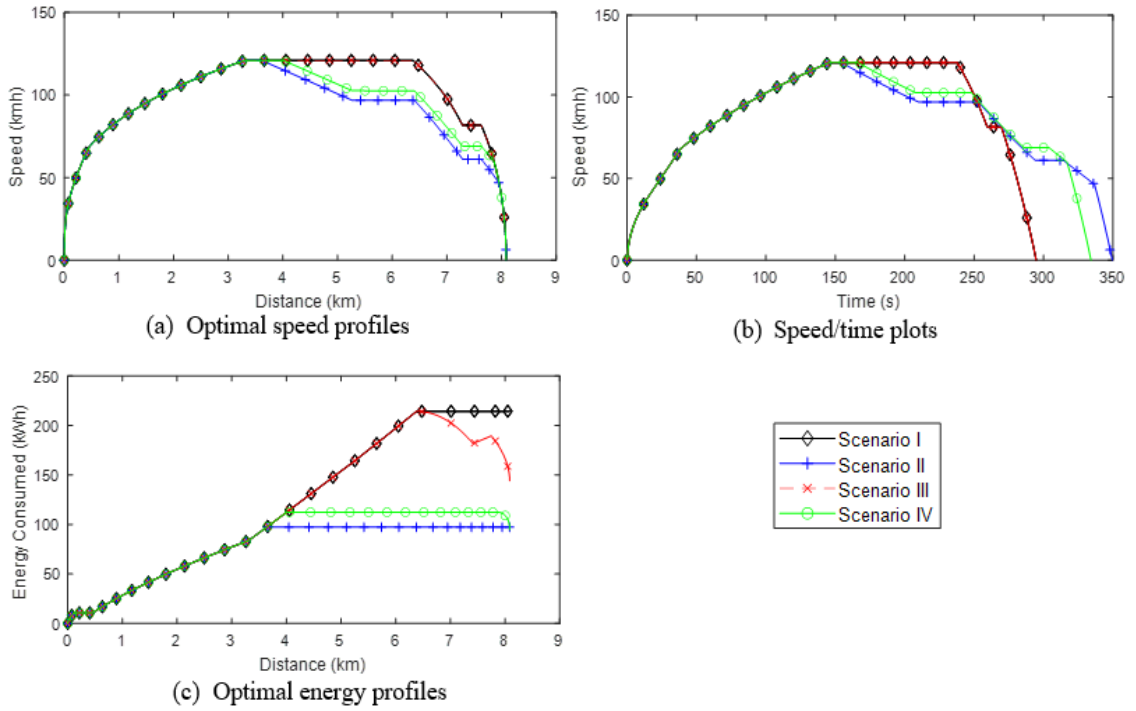 150
100
50
0
Speed (kmh)
0 1 2 3 4 5 6 7 8 9
Distance (km)
(a) Optimal speed profiles
150
100
50
0
Speed (kmh)
0 50 100 150 200 250 300 350
Time (s)
(b) Speed/time plots
250
200
150
100
50
0
Energy Consumed (kWh)
0 1 2 3 4 5 6 7 8 9
Distance (km)
(c) Optimal energy profiles
Scenario I
Scenario II
Scenario III
Scenario IV